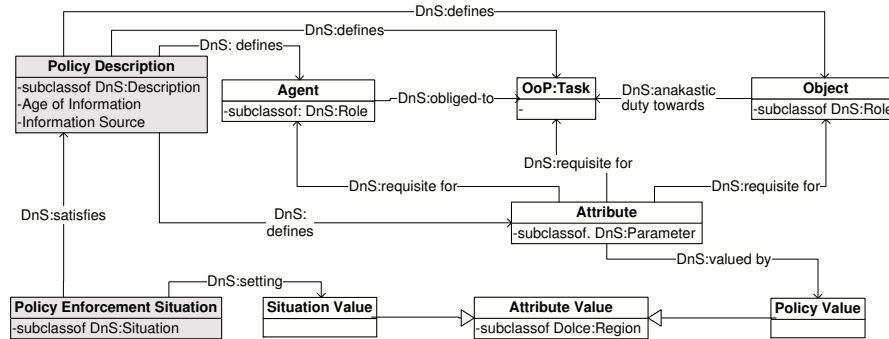 DnS:defines
DnS:defines
DnS: defines
Policy Description
-subclassof DnS:Description
-Age of Information
-Information Source
Agent
-subclassof: DnS:Role
DnS:obliged-to
OoP:Task
-
DnS:anakastic
duty towards
Object
-subclassof DnS:Role
DnS:requisite for
DnS:requisite for
DnS:requisite for
DnS:satisfies
DnS:
defines
Attribute
-subclassof. DnS:Parameter
DnS:valued by
DnS:setting
Policy Enforcement Situation
-subclassof DnS:Situation
Situation Value
Attribute Value
-subclassof Dolce:Region
Policy Value